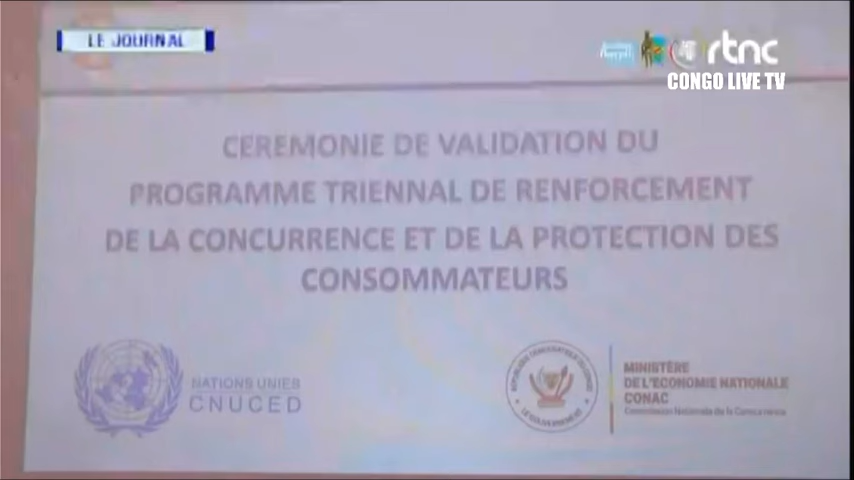 LE JOURNAL
rtnc
CONGO LIVE TV
CEREMONIE DE VALIDATION DU
PROGRAMME TRIENNAL DE RENFORCEMENT
DE LA CONCURRENCE ET DE LA PROTECTION DES
CONSOMMATEURS
NATIONS UNIES
CNUCED
MINISTÈRE
DE L'ECONOMIE NATIONALE
CONAC
Commission Nationale de la Concurrence